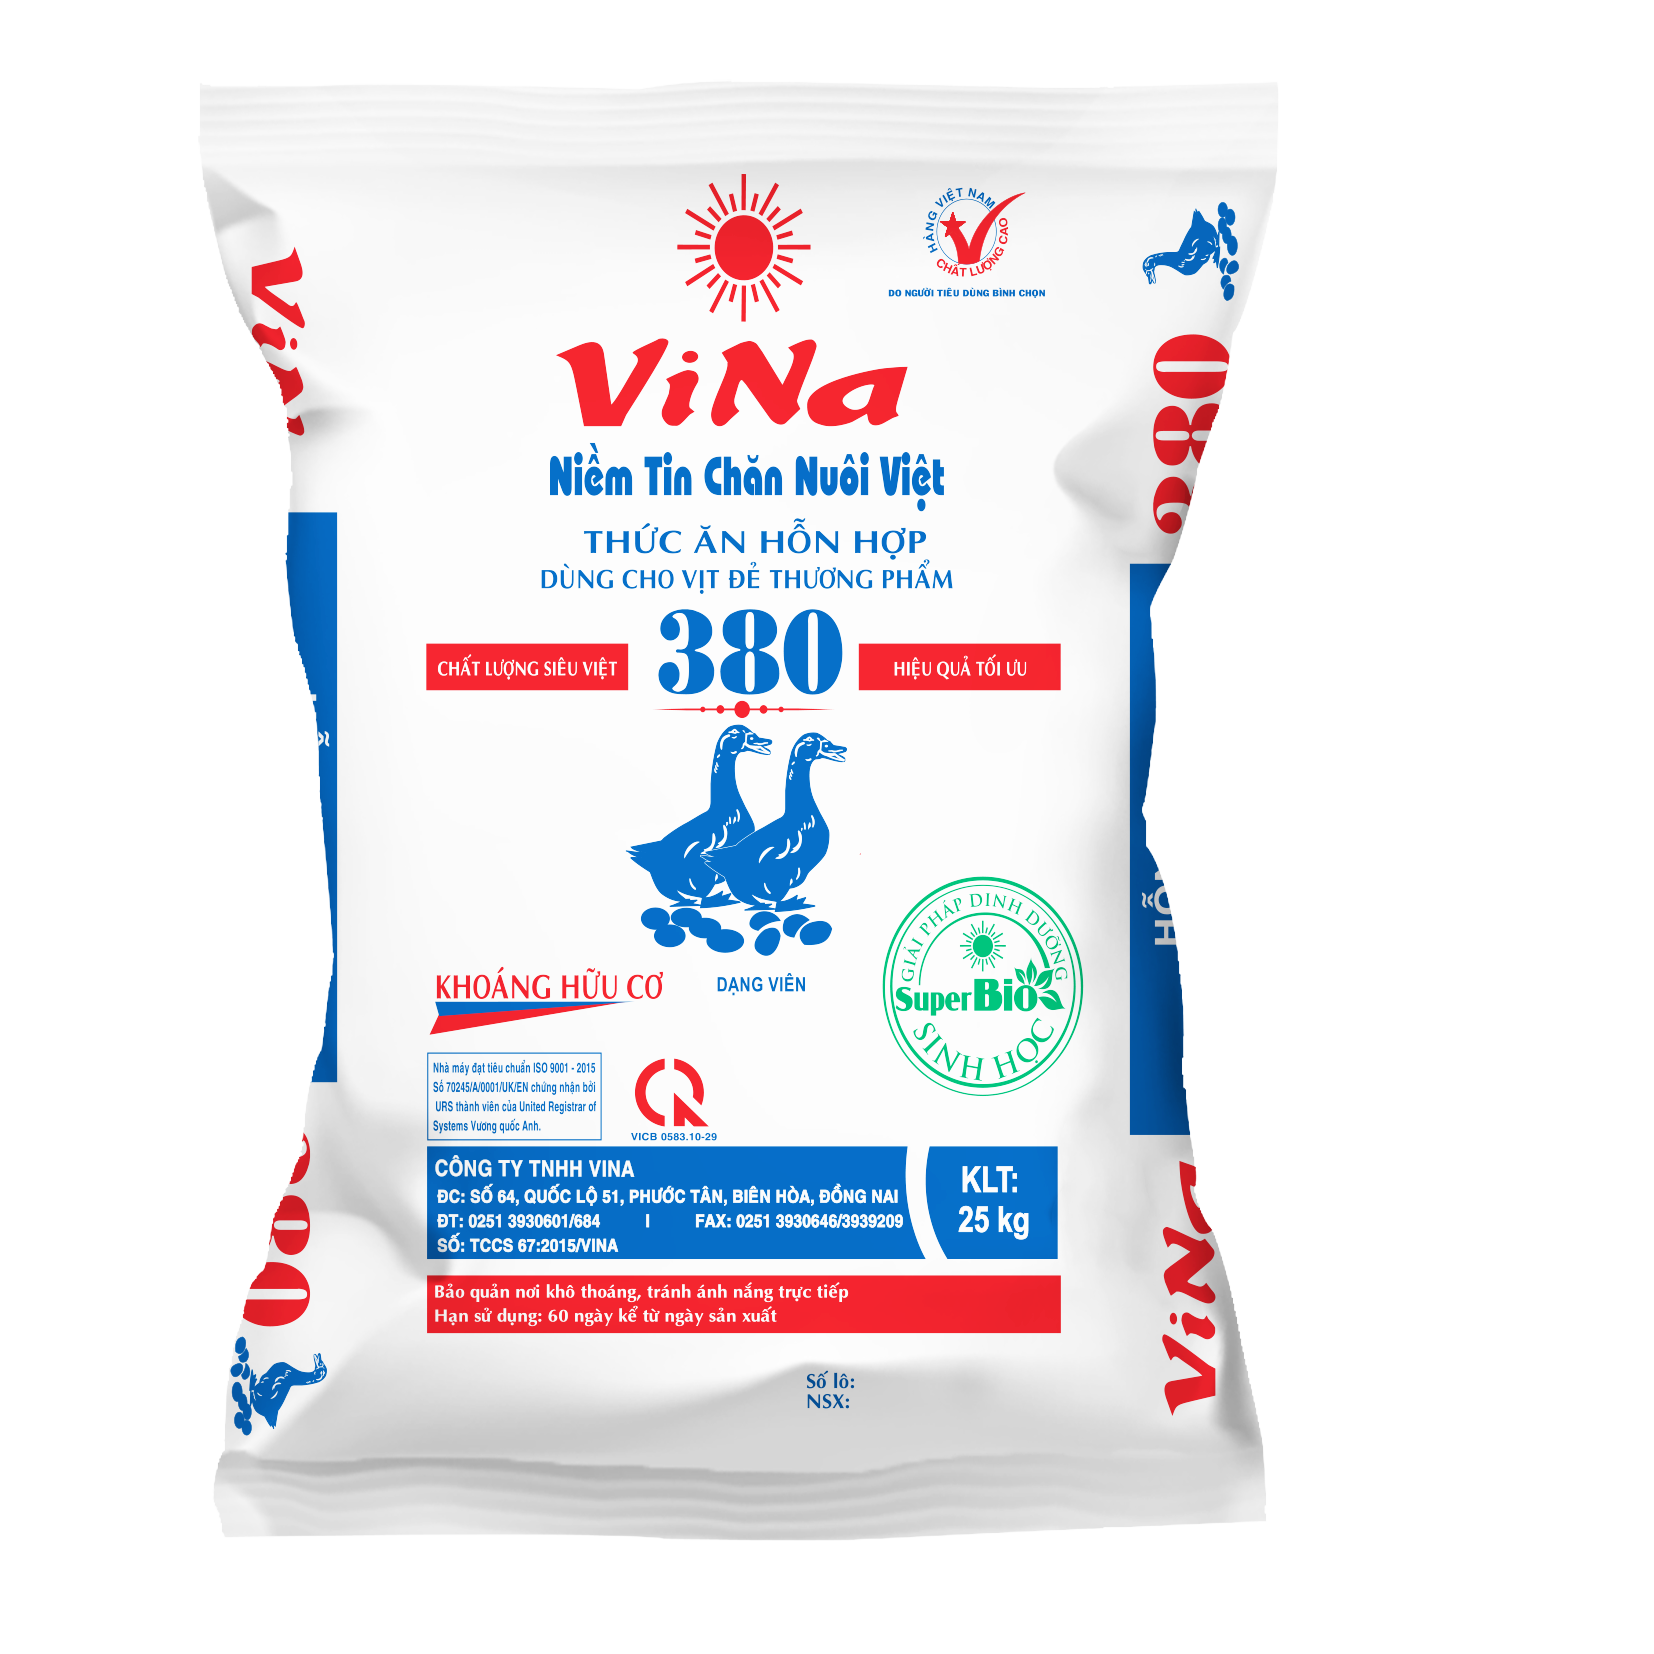 HÀNG VIỆT NAM
CHẤT LƯỢNG CAO
DO NGƯỜI TIÊU DÙNG BÌNH CHỌN
ViNa
Niềm Tin Chăn Nuôi Việt
THỨC ĂN HỖN HỢP
DÙNG CHO VỊT ĐẺ THƯƠNG PHẨM
380
CHẤT LƯỢNG SIÊU VIỆT
HIỆU QUẢ TỐI ƯU
GIẢI PHÁP DINH DƯỠNG
SuperBio
SINH HỌC
KHOÁNG HỮU CƠ
DẠNG VIÊN
Nhà máy đạt tiêu chuẩn ISO 9001 - 2015
Số 70245/A/0001/UK/EN chứng nhận bởi
URS thành viên của United Registrar of
Systems Vương quốc Anh.
VICB 0583.10-29
CÔNG TY TNHH VINA
ĐC: SỐ 64, QUỐC LỘ 51, PHƯỚC TÂN, BIÊN HÒA, ĐỒNG NAI
ĐT: 0251 3930601/684 I FAX: 0251 3930646/3939209
SỐ: TCCS 67:2015/VINA
KLT:
25 kg
Bảo quản nơi khô thoáng, tránh ánh nắng trực tiếp
Hạn sử dụng: 60 ngày kể từ ngày sản xuất
Số lô:
NSX:
ViNa
380
ViNa